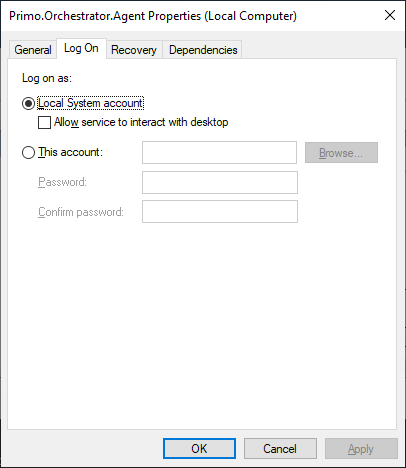 Primo.Orchestrator.Agent Properties (Local Computer)
General Log On Recovery Dependencies
Log on as:
Local System account
Allow service to interact with desktop
This account:
Browse...
Password:
Confirm password:
OK Cancel Apply